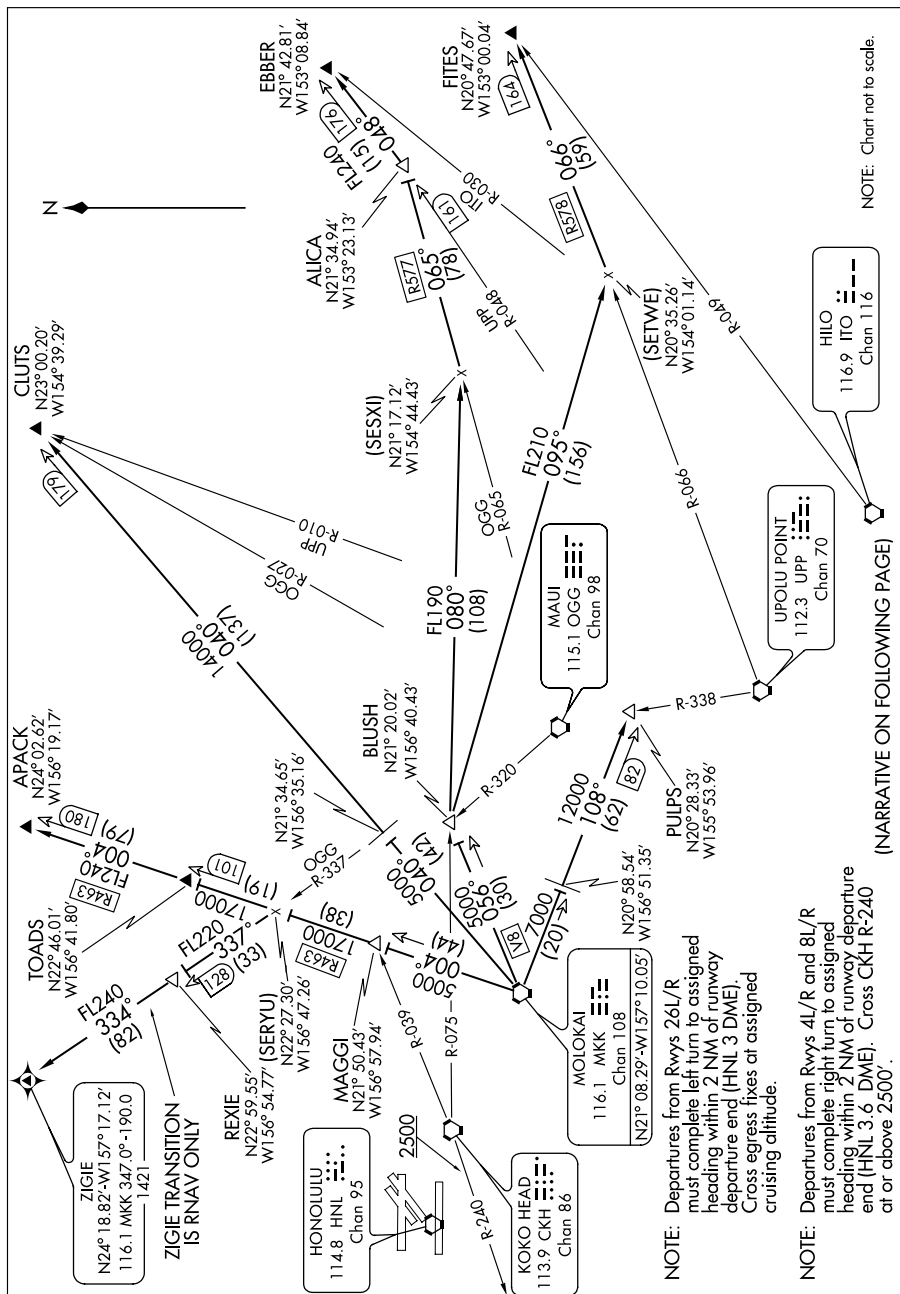 ZIGIE
N24° 18.82'-W157° 17.12'
116.1 MKK 347.0°-190.0
1421
ZIGIE TRANSITION
IS RNAV ONLY
FL240
334°
(82)
REXIE
N22° 59.55'
W156° 54.77'
128
FL220
337°
(33)
(SERYU)
N22° 27.30'
W156° 47.26'
APACK
N24° 02.62'
W156° 19.17'
180
R463
FL240
004°
(79)
TOADS
N22° 46.01'
W156° 41.80'
101
17000
(19)
R463
17000
(38)
MAGGI
N21° 50.43'
W156° 57.94'
5000
004°
(44)
OGG
R-337
N21° 34.65'
W156° 35.16'
5000
040°
(42)
14000
040°
(137)
179
CLUTS
N23° 00.20'
W154° 39.29'
OGG
R-027
UPP
R-010
N
BLUSH
N21° 20.02'
W156° 40.43'
5000
056°
(30)
78
FL190
080°
(108)
(SESXI)
N21° 17.12'
W154° 44.43'
OGG
R-065
R577
065°
(78)
161
ALICA
N21° 34.94'
W153° 23.13'
UPP
R-048
FL240
(15)
048°
176
EBBER
N21° 42.81'
W153° 08.84'
ITO
R-030
FL210
095°
(156)
(SETWE)
N20° 35.26'
W154° 01.14'
R578
066°
(59)
164
FITES
N20° 47.67'
W153° 00.04'
R-049
R-066
HONOLULU
114.8 HNL
Chan 95
2500
R-240
R-039
R-075
KOKO HEAD
113.9 CKH
Chan 86
MOLOKAI
116.1 MKK
Chan 108
N21° 08.29'-W157° 10.05'
7000
(20)
N20° 58.54'
W156° 51.35'
12000
108°
(62)
82
PULPS
N20° 28.33'
W155° 53.96'
R-320
MAUI
115.1 OGG
Chan 98
R-338
UPOLU POINT
112.3 UPP
Chan 70
HILO
116.9 ITO
Chan 116
NOTE: Chart not to scale.
NOTE: Departures from Rwys 26L/R
must complete left turn to assigned
heading within 2 NM of runway
departure end (HNL 3 DME).
Cross egress fixes at assigned
cruising altitude.
NOTE: Departures from Rwys 4L/R and 8L/R
must complete right turn to assigned
heading within 2 NM of runway departure
end (HNL 3.6 DME). Cross CKH R-240
at or above 2500'.
(NARRATIVE ON FOLLOWING PAGE)